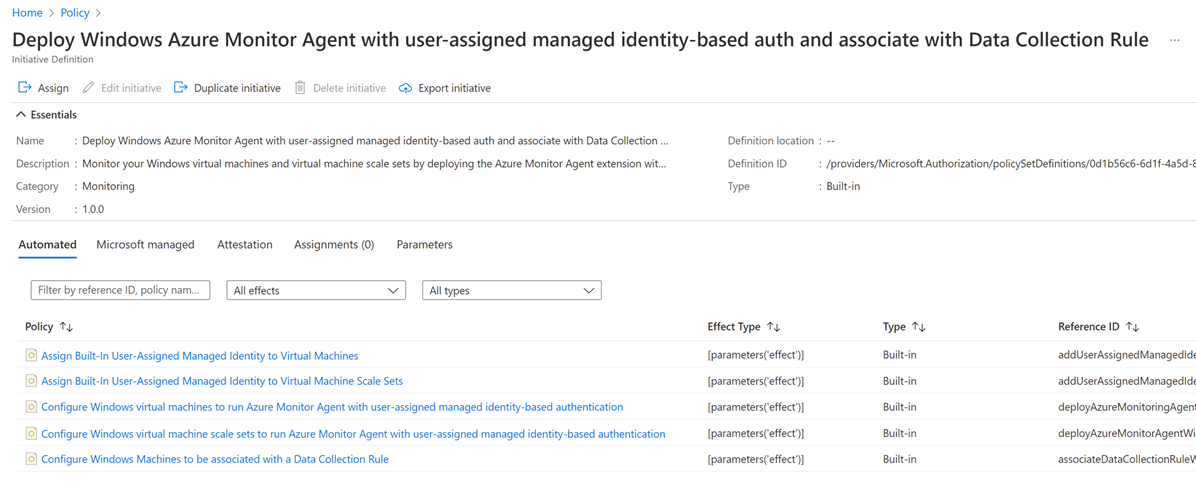 Home > Policy >
Deploy Windows Azure Monitor Agent with user-assigned managed identity-based auth and associate with Data Collection Rule ...
Initiative Definition
Assign Edit initiative Duplicate initiative Delete initiative Export initiative
Essentials
Name : Deploy Windows Azure Monitor Agent with user-assigned managed identity-based auth and associate with Data Collection ... Definition location : --
Description : Monitor your Windows virtual machines and virtual machine scale sets by deploying the Azure Monitor Agent extension wit... Definition ID : /providers/Microsoft.Authorization/policySetDefinitions/0d1b56c6-6d1f-4a5d-8
Category : Monitoring Type : Built-in
Version : 1.0.0
Automated Microsoft managed Attestation Assignments (0) Parameters
Filter by reference ID, policy nam... All effects All types
Policy ↑↓ Effect Type ↑↓ Type ↑↓ Reference ID ↑↓
Assign Built-In User-Assigned Managed Identity to Virtual Machines [parameters('effect')] Built-in addUserAssignedManagedIde
Assign Built-In User-Assigned Managed Identity to Virtual Machine Scale Sets [parameters('effect')] Built-in addUserAssignedManagedIde
Configure Windows virtual machines to run Azure Monitor Agent with user-assigned managed identity-based authentication [parameters('effect')] Built-in deployAzureMonitoringAgent
Configure Windows virtual machine scale sets to run Azure Monitor Agent with user-assigned managed identity-based authentication [parameters('effect')] Built-in deployAzureMonitorAgentWi
Configure Windows Machines to be associated with a Data Collection Rule [parameters('effect')] Built-in associateDataCollectionRuleW